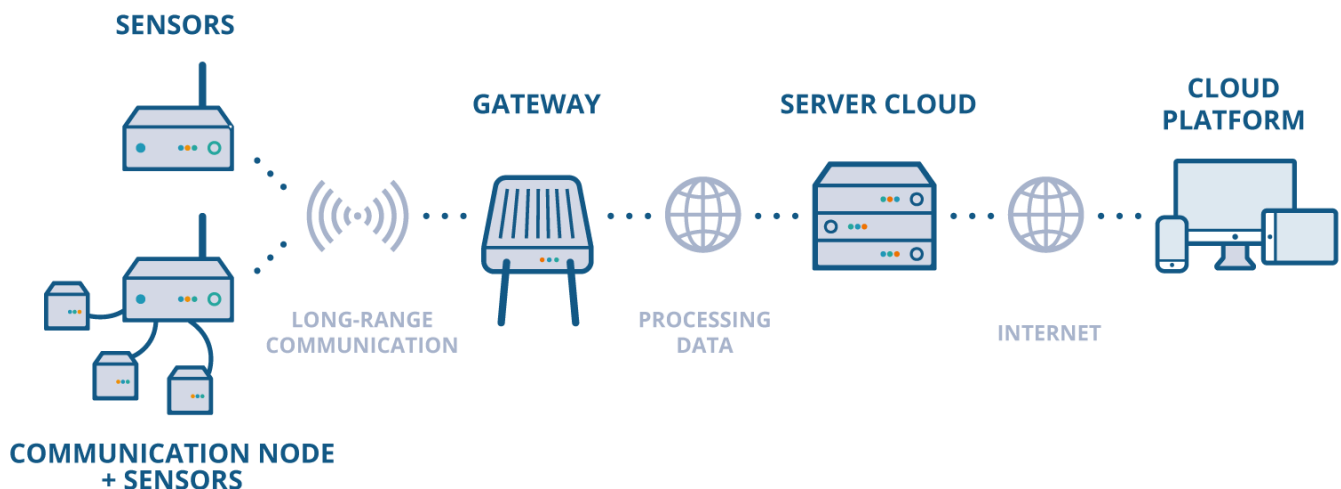 SENSORS
GATEWAY
SERVER CLOUD
CLOUD
PLATFORM
LONG-RANGE
COMMUNICATION
PROCESSING
DATA
INTERNET
COMMUNICATION NODE
+ SENSORS